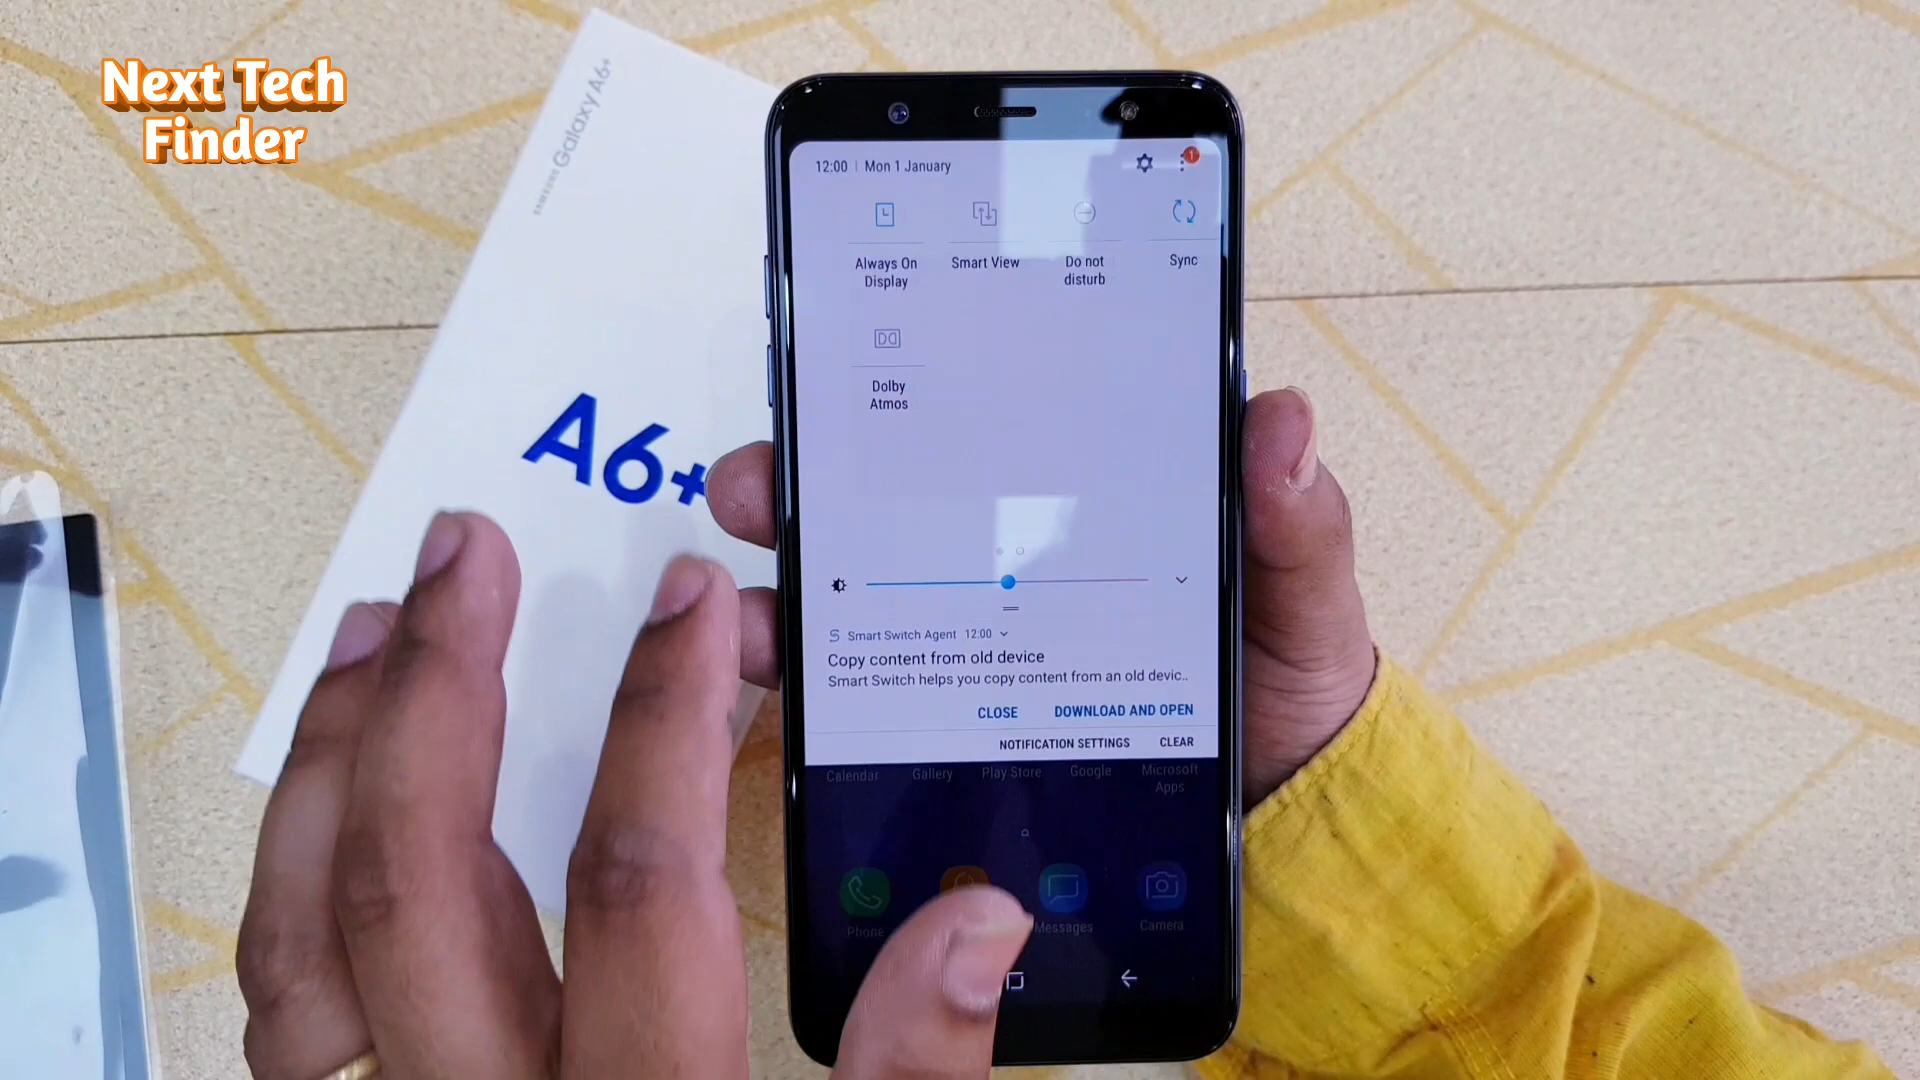 Next Tech
Finder
SAMSUNG Galaxy A6+
A6+
12:00 | Mon 1 January
1
Always On
Display
Smart View
Do not
disturb
Sync
Dolby
Atmos
Smart Switch Agent 12:00
Copy content from old device
Smart Switch helps you copy content from an old devic..
CLOSE
DOWNLOAD AND OPEN
NOTIFICATION SETTINGS
CLEAR
Calendar
Gallery
Play Store
Google
Microsoft
Apps
Phone
Messages
Camera